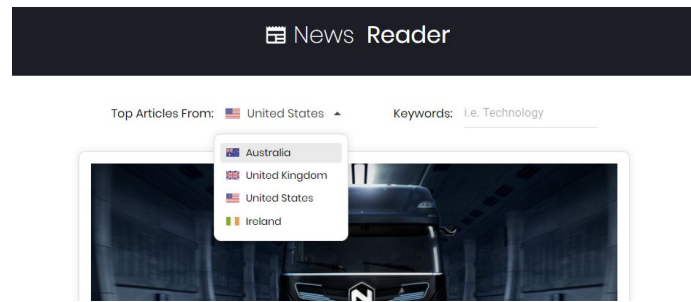 News Reader
Top Articles From: United States Keywords: i.e. Technology
Australia
United Kingdom
United States
Ireland
N